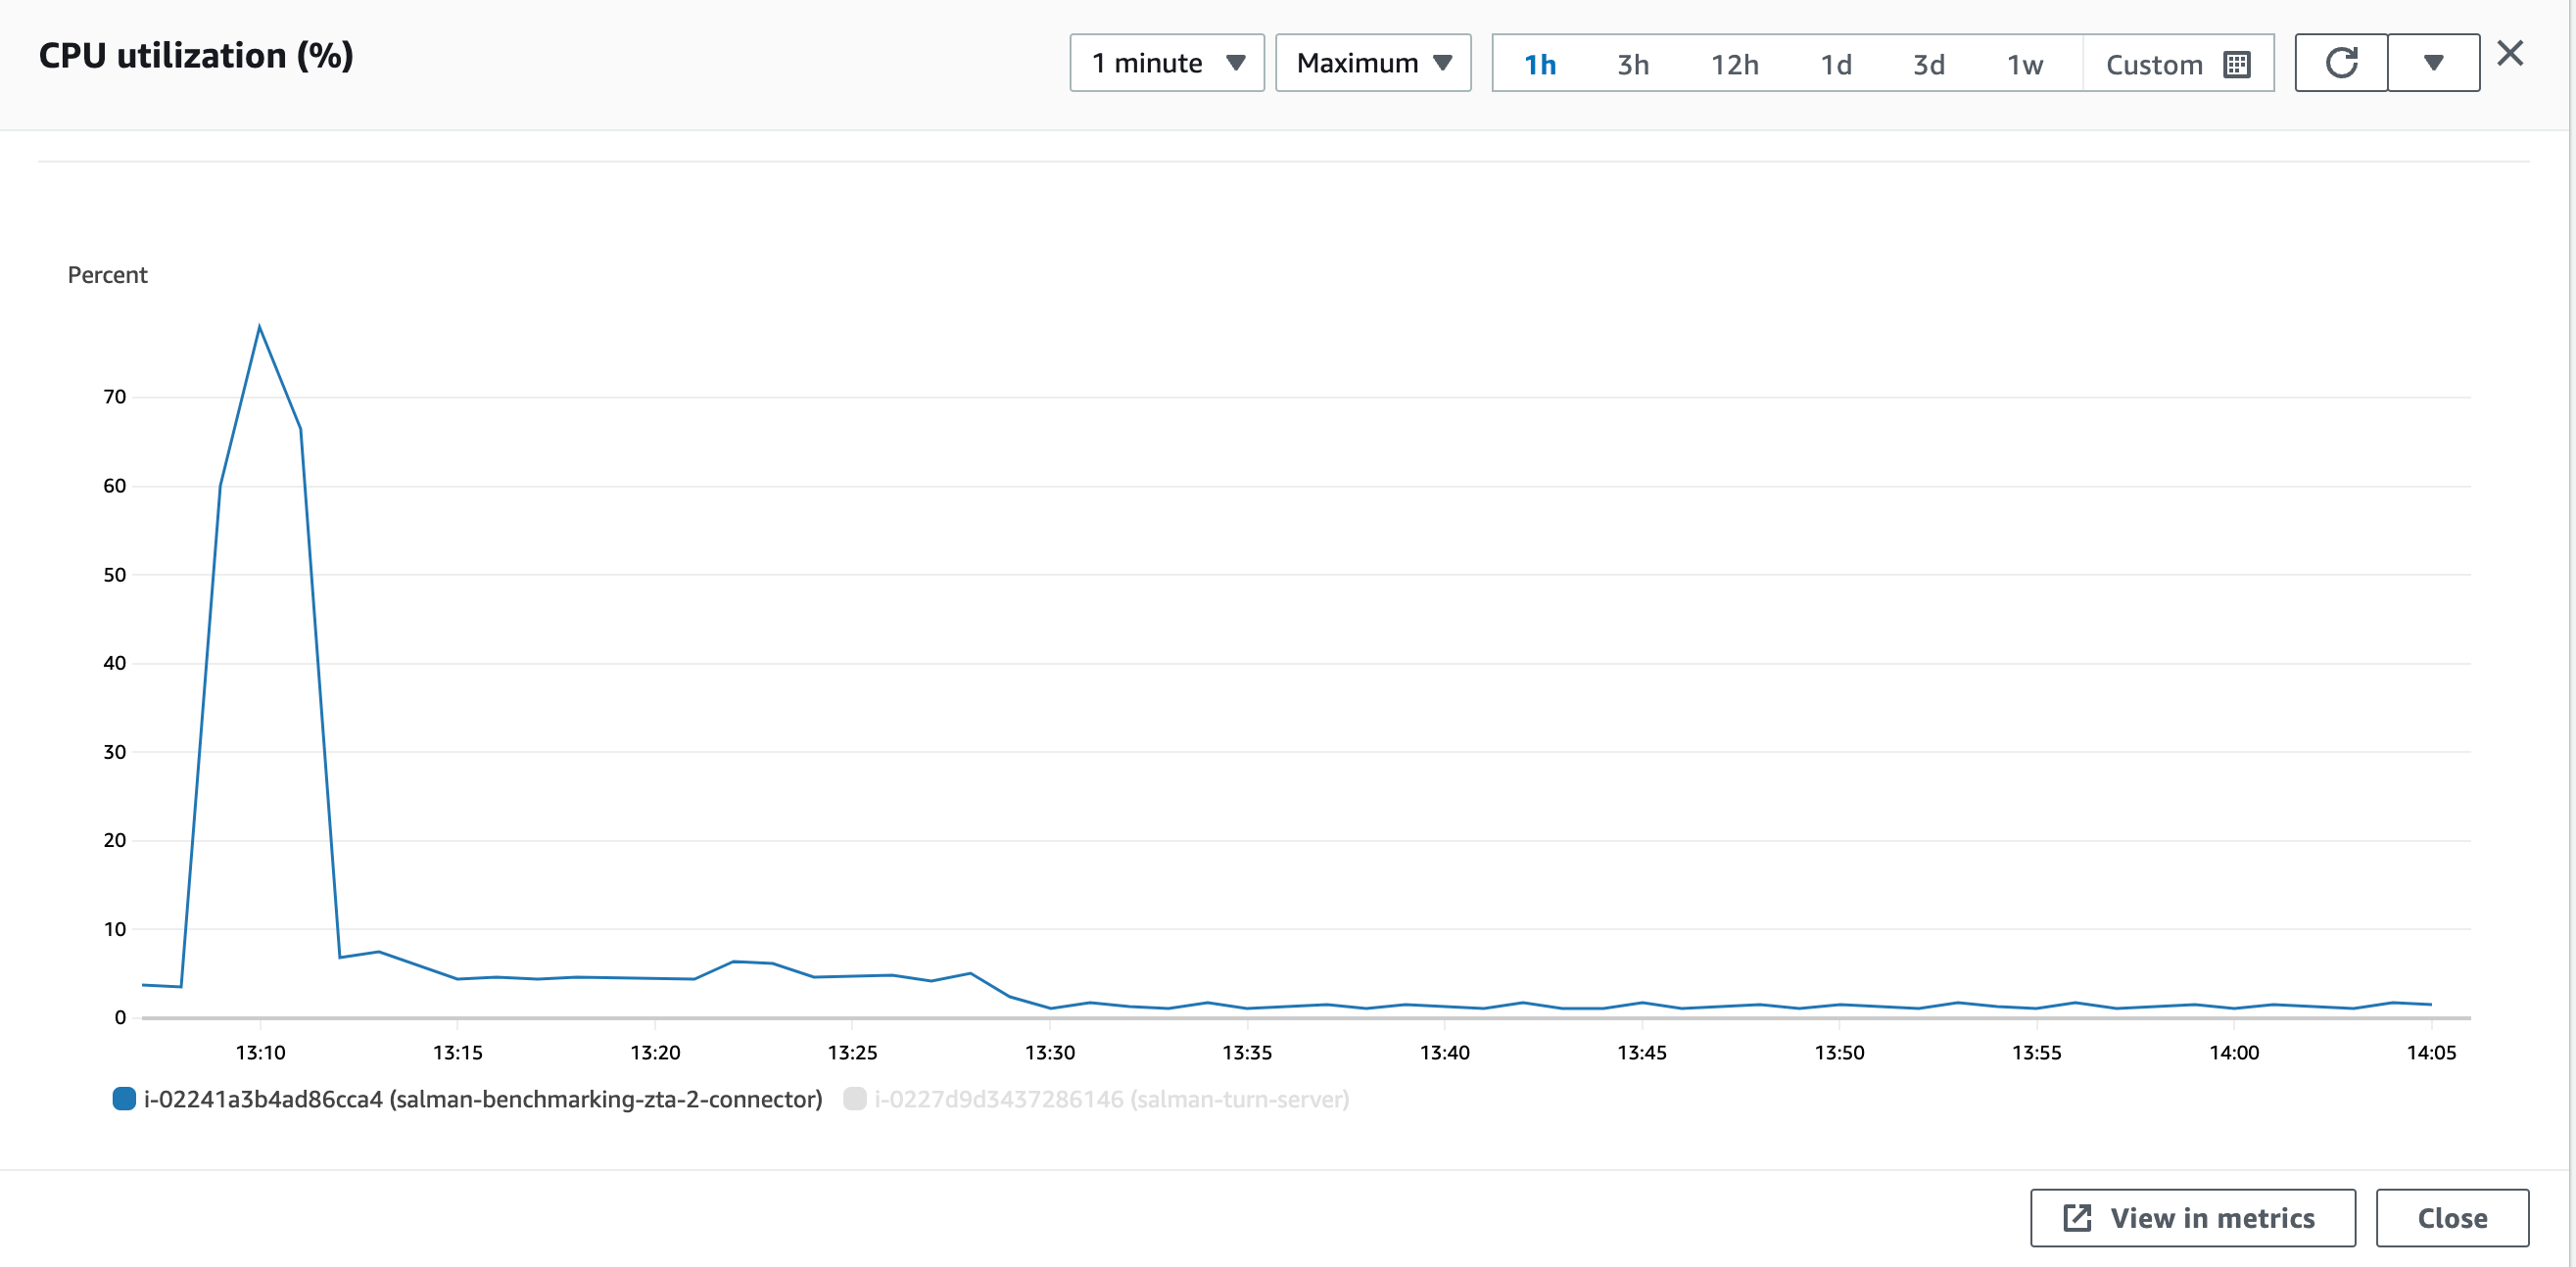 CPU utilization (%)
1 minute
Maximum
1h 3h 12h 1d 3d 1w Custom
Percent
70
60
50
40
30
20
10
0
13:10 13:15 13:20 13:25 13:30 13:35 13:40 13:45 13:50 13:55 14:00 14:05
i-02241a3b4ad86cca4 (salman-benchmarking-zta-2-connector) i-0227d9d3437286146 (salman-turn-server)
View in metrics Close